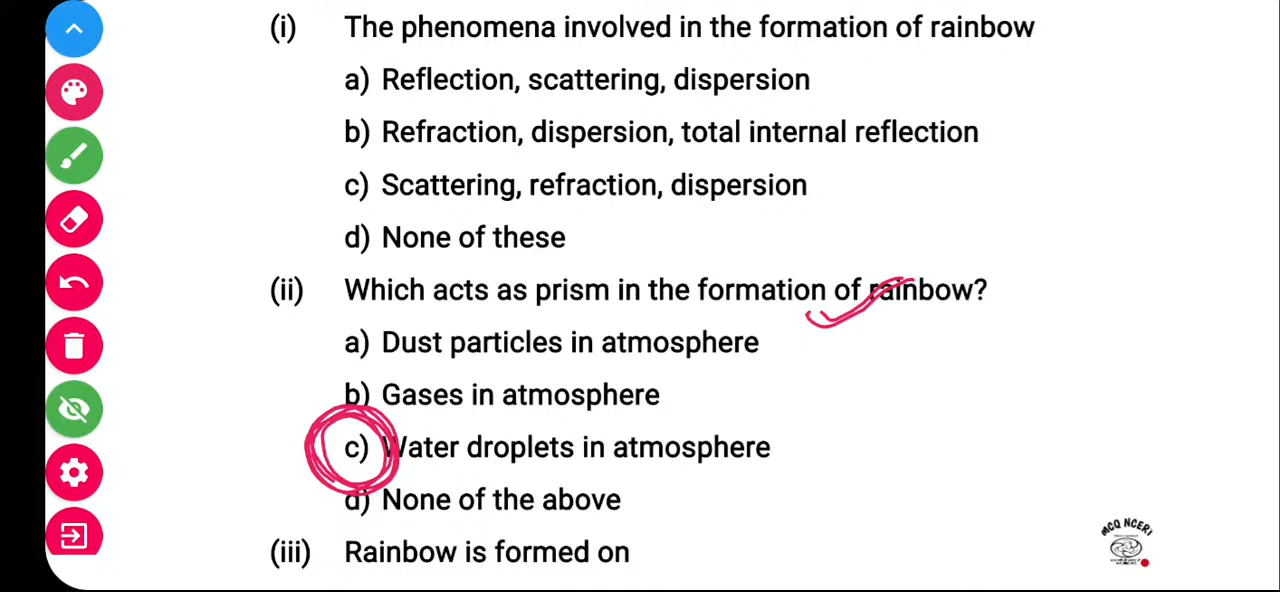 (i) The phenomena involved in the formation of rainbow
a) Reflection, scattering, dispersion
b) Refraction, dispersion, total internal reflection
c) Scattering, refraction, dispersion
d) None of these
(ii) Which acts as prism in the formation of rainbow?
a) Dust particles in atmosphere
b) Gases in atmosphere
c) Water droplets in atmosphere
d) None of the above
MCQ NCERT
(iii) Rainbow is formed on